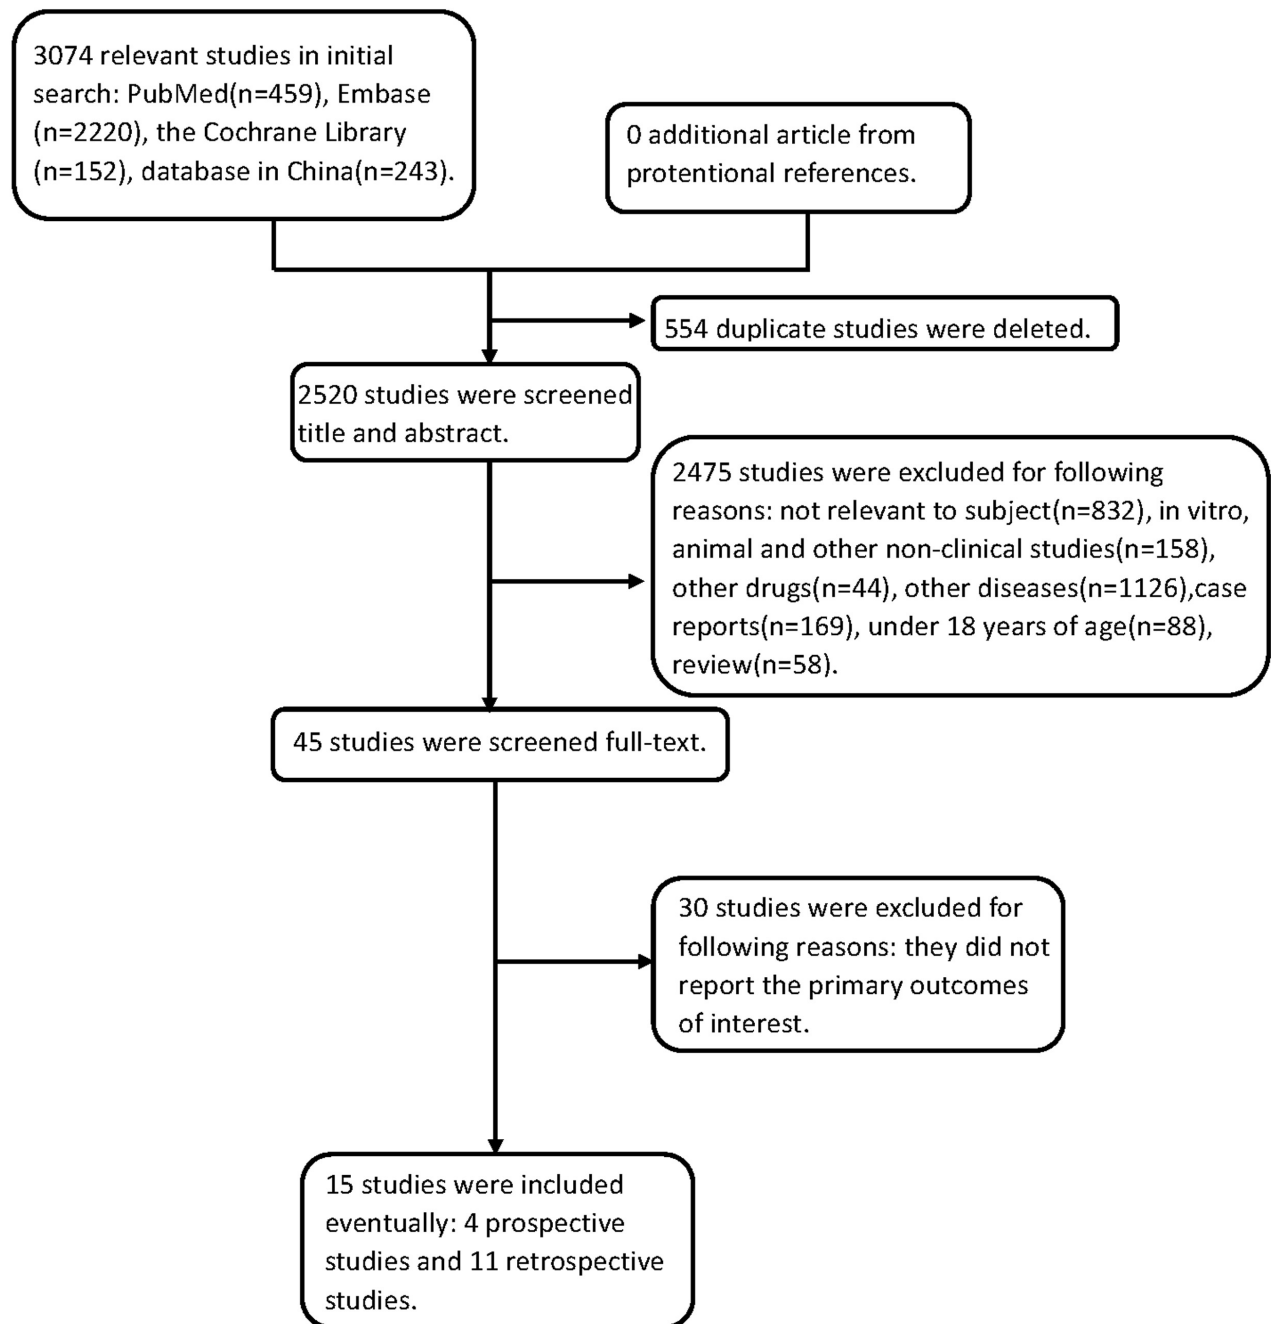 3074 relevant studies in initial
search: PubMed(n=459), Embase
(n=2220), the Cochrane Library
(n=152), database in China(n=243).
0 additional article from
protentional references.
554 duplicate studies were deleted.
2520 studies were screened
title and abstract.
2475 studies were excluded for following
reasons: not relevant to subject(n=832), in vitro,
animal and other non-clinical studies(n=158),
other drugs(n=44), other diseases(n=1126),case
reports(n=169), under 18 years of age(n=88),
review(n=58).
45 studies were screened full-text.
30 studies were excluded for
following reasons: they did not
report the primary outcomes
of interest.
15 studies were included
eventually: 4 prospective
studies and 11 retrospective
studies.